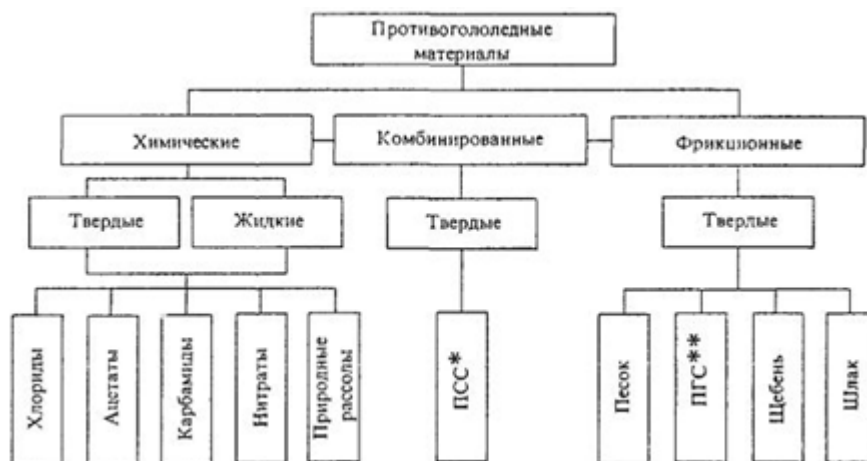 Противогололедные
материалы
Химические
Комбинированные
Фрикционные
Твердые
Жидкие
Твердые
Твердые
Хлориды
Ацетаты
Карбамиды
Нитраты
Природные
рассолы
ПСС*
Песок
ПГС**
Щебень
Шлак